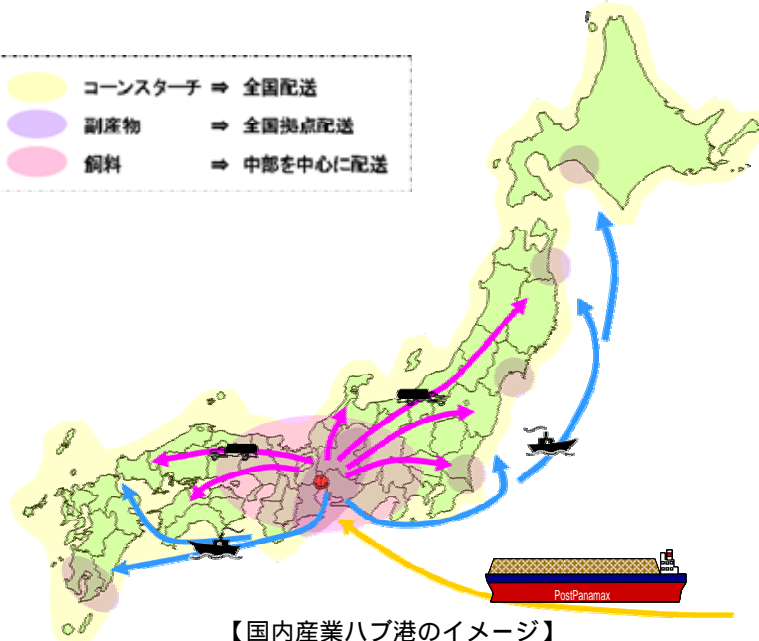 コーンスターチ ⇒ 全国配送
副産物 ⇒ 全国拠点配送
飼料 ⇒ 中部を中心に配送
PostPanamax
【国内産業ハブ港のイメージ】